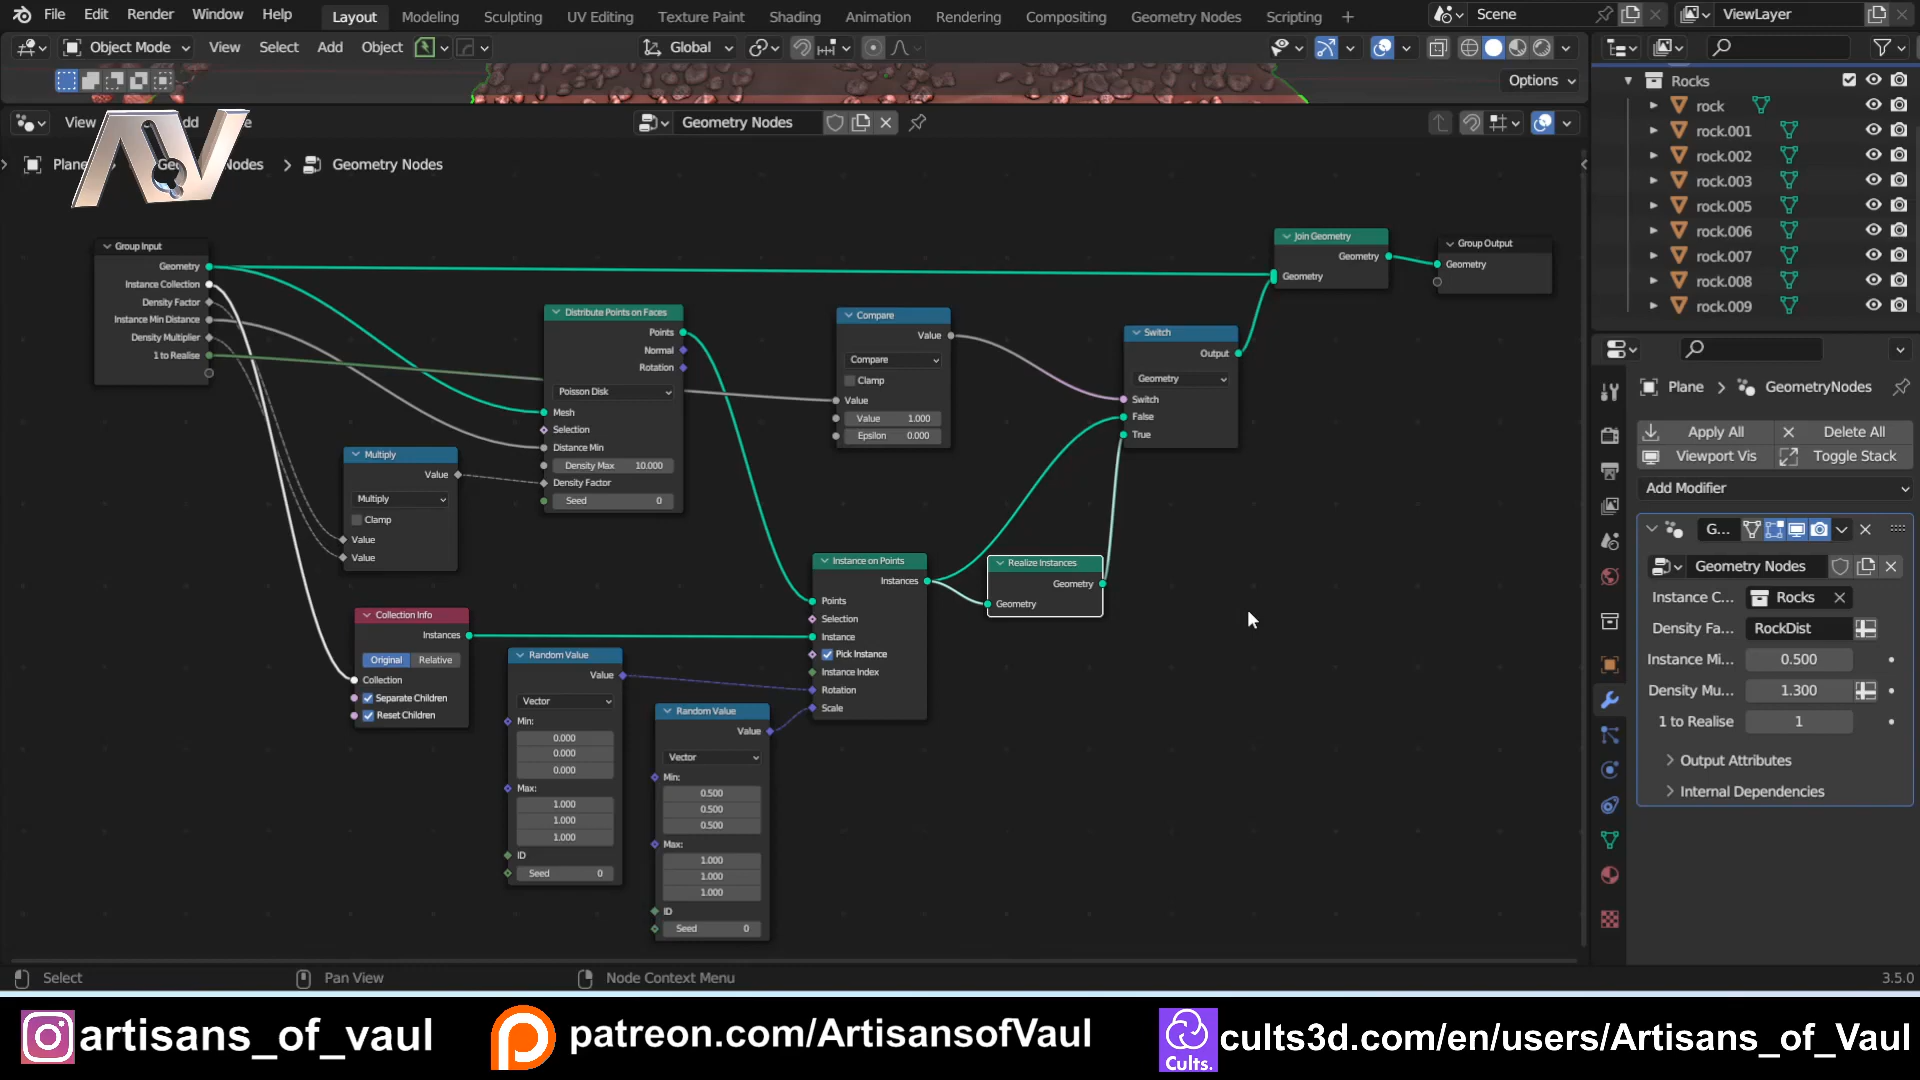 File Edit Render Window Help Layout Modeling Sculpting UV Editing Texture Paint Shading Animation Rendering Compositing Geometry Nodes Scripting + Scene ViewLayer
Object Mode View Select Add Object Global
Options
View Add Geometry Nodes
Plane > Nodes > Geometry Nodes
AV
Rocks
rock
rock.001
rock.002
rock.003
rock.005
rock.006
rock.007
rock.008
rock.009
Group Input
Geometry
Instance Collection
Density Factor
Instance Min Distance
Density Multiplier
1 to Realise
Multiply
Value
Multiply
Clamp
Value
Value
Collection Info
Instances
Original Relative
Collection
Separate Children
Reset Children
Distribute Points on Faces
Points
Normal
Rotation
Poisson Disk
Mesh
Selection
Distance Min
Density Max 10.000
Density Factor
Seed 0
Random Value
Value
Vector
Min:
0.000
0.000
0.000
Max:
1.000
1.000
1.000
ID
Seed 0
Random Value
Value
Vector
Min:
0.500
0.500
0.500
Max:
1.000
1.000
1.000
ID
Seed 0
Compare
Value
Compare
Clamp
Value
Value 1.000
Epsilon 0.000
Instance on Points
Instances
Points
Selection
Instance
Pick Instance
Instance Index
Rotation
Scale
Realize Instances
Geometry
Geometry
Switch
Output
Geometry
Switch
False
True
Join Geometry
Geometry
Geometry
Group Output
Geometry
Plane > GeometryNodes
Apply All Delete All
Viewport Vis Toggle Stack
Add Modifier
G...
Geometry Nodes
Instance C... Rocks
Density Fa... RockDist
Instance Mi... 0.500
Density Mu... 1.300
1 to Realise 1
Output Attributes
Internal Dependencies
Select Pan View Node Context Menu 3.5.0
artisans_of_vaul patreon.com/ArtisansofVaul Cults. cults3d.com/en/users/Artisans_of_Vaul